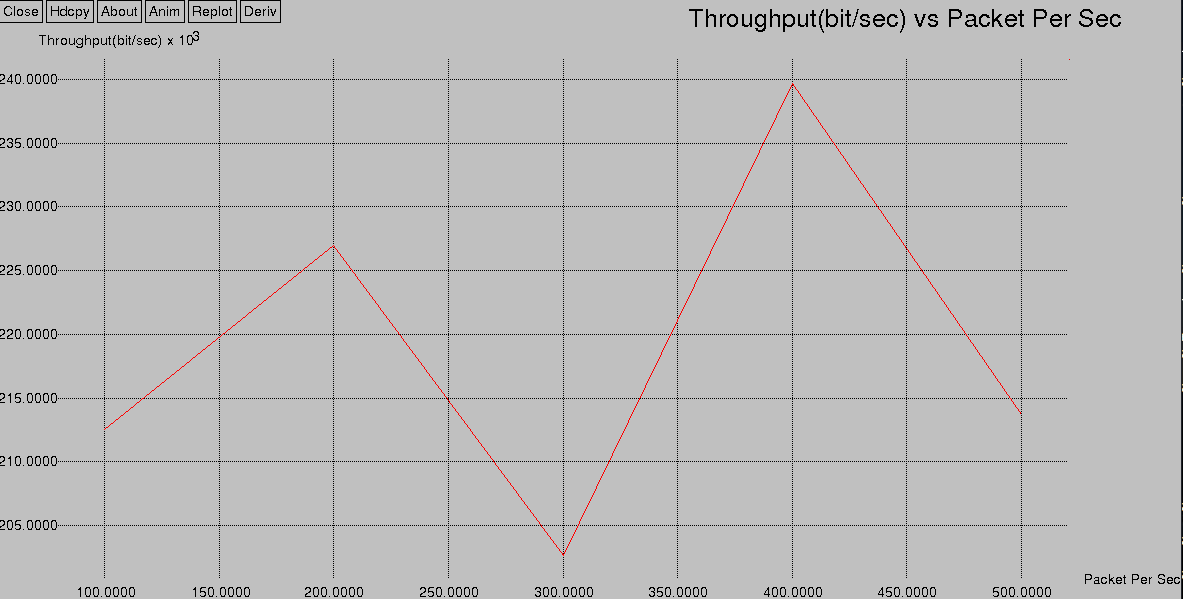 Close Hdcpy About Anim Replot Deriv
Throughput(bit/sec) vs Packet Per Sec
Throughput(bit/sec) x 10³
240.0000
235.0000
230.0000
225.0000
220.0000
215.0000
210.0000
205.0000
Packet Per Sec
100.0000 150.0000 200.0000 250.0000 300.0000 350.0000 400.0000 450.0000 500.0000